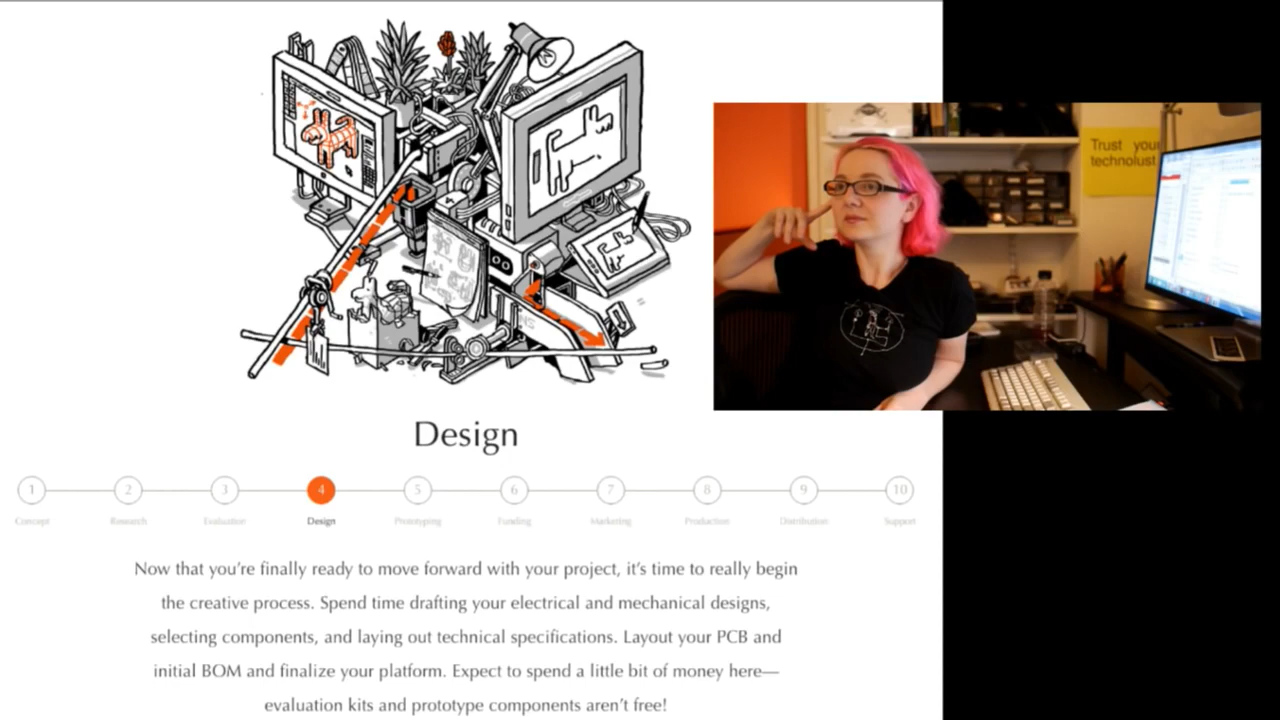 Trust your
technolust
Design
1 2 3 4 5 6 7 8 9 10
Concept Research Evaluation Design Prototyping Funding Marketing Production Distribution Support
Now that you’re finally ready to move forward with your project, it’s time to really begin
the creative process. Spend time drafting your electrical and mechanical designs,
selecting components, and laying out technical specifications. Layout your PCB and
initial BOM and finalize your platform. Expect to spend a little bit of money here—
evaluation kits and prototype components aren’t free!